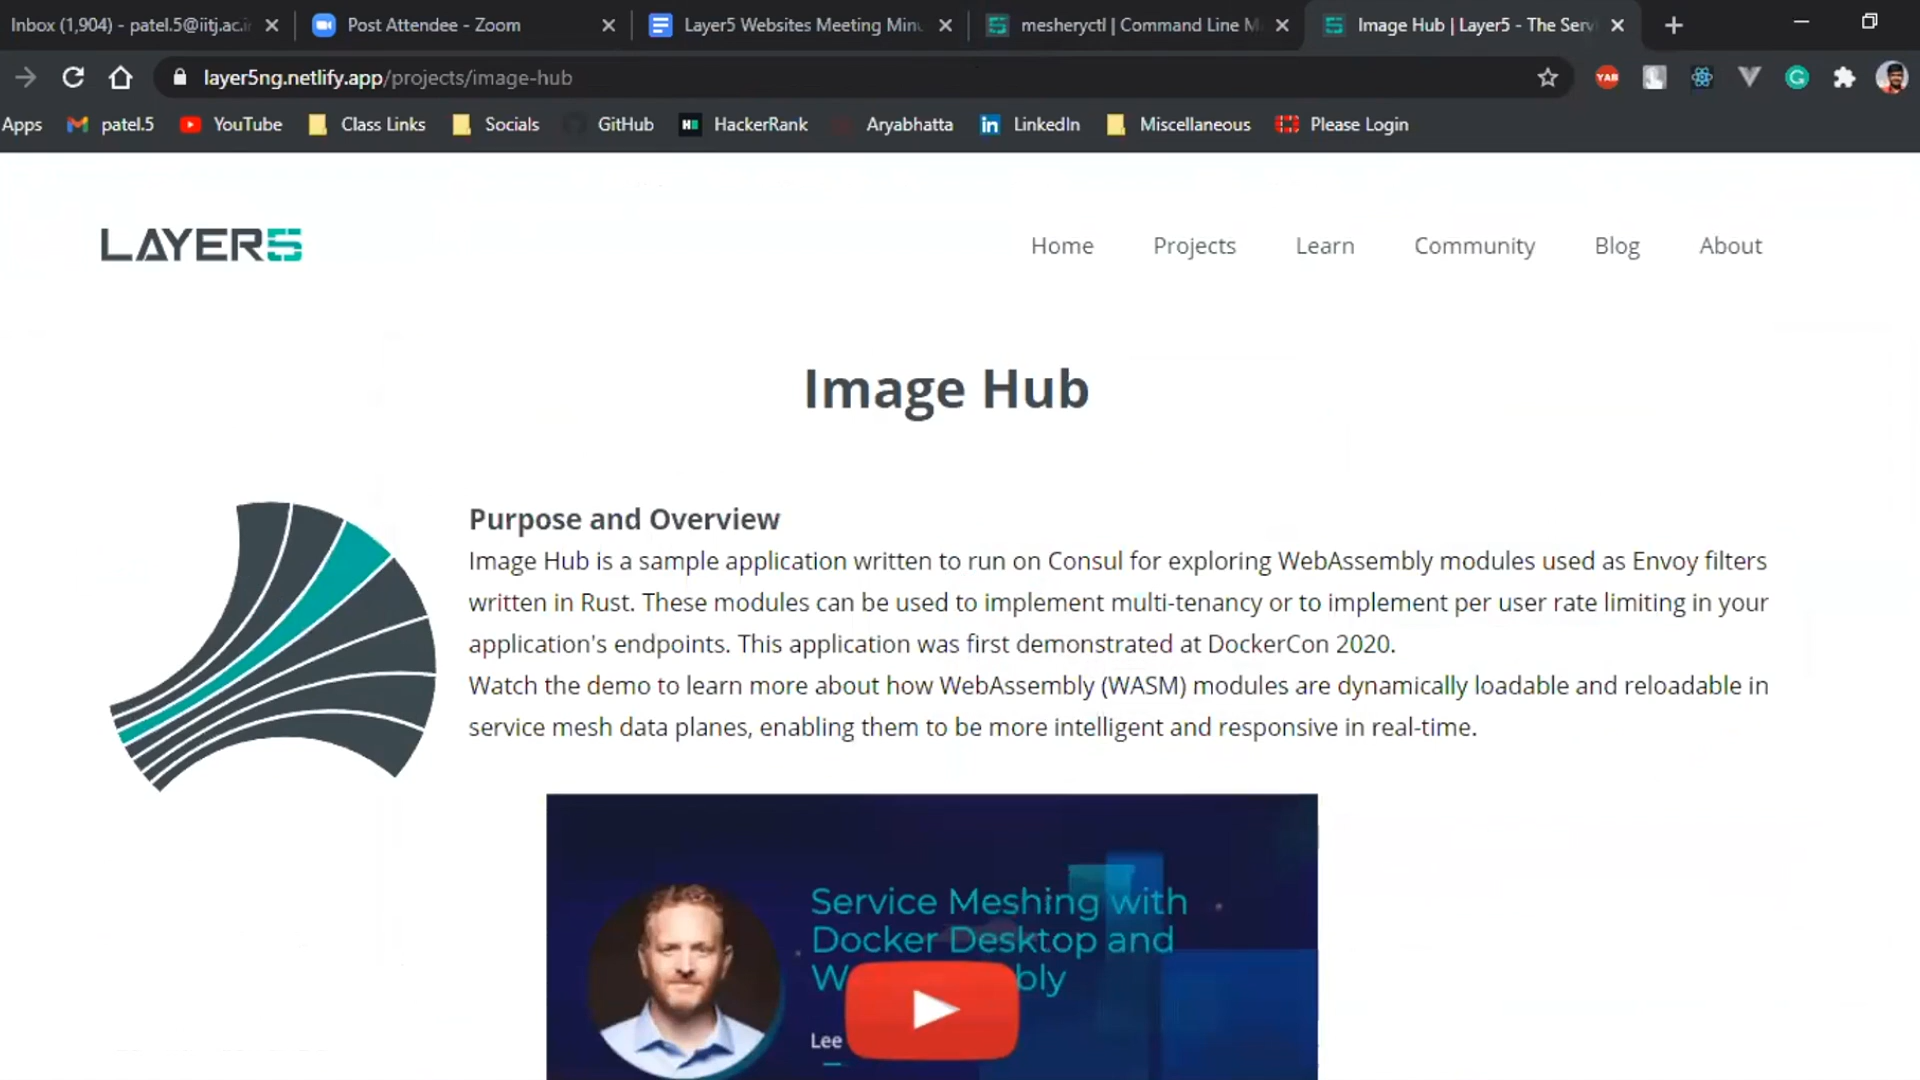 Inbox (1,904) - patel.5@iitj.ac.i
Post Attendee - Zoom
Layer5 Websites Meeting Minu
mesheryctl | Command Line M
Image Hub | Layer5 - The Serv
layer5ng.netlify.app/projects/image-hub
YAB
Apps
patel.5
YouTube
Class Links
Socials
GitHub
HackerRank
Aryabhatta
LinkedIn
Miscellaneous
Please Login
LAYER5
Home
Projects
Learn
Community
Blog
About
Image Hub
Purpose and Overview
Image Hub is a sample application written to run on Consul for exploring WebAssembly modules used as Envoy filters
written in Rust. These modules can be used to implement multi-tenancy or to implement per user rate limiting in your
application's endpoints. This application was first demonstrated at DockerCon 2020.
Watch the demo to learn more about how WebAssembly (WASM) modules are dynamically loadable and reloadable in
service mesh data planes, enabling them to be more intelligent and responsive in real-time.
Service Meshing with
Docker Desktop and
W bly
Lee